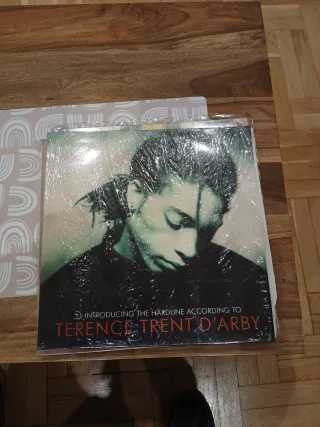 INTRODUCING THE HARDLINE ACCORDING TO
TERENCE TRENT D'ARBY